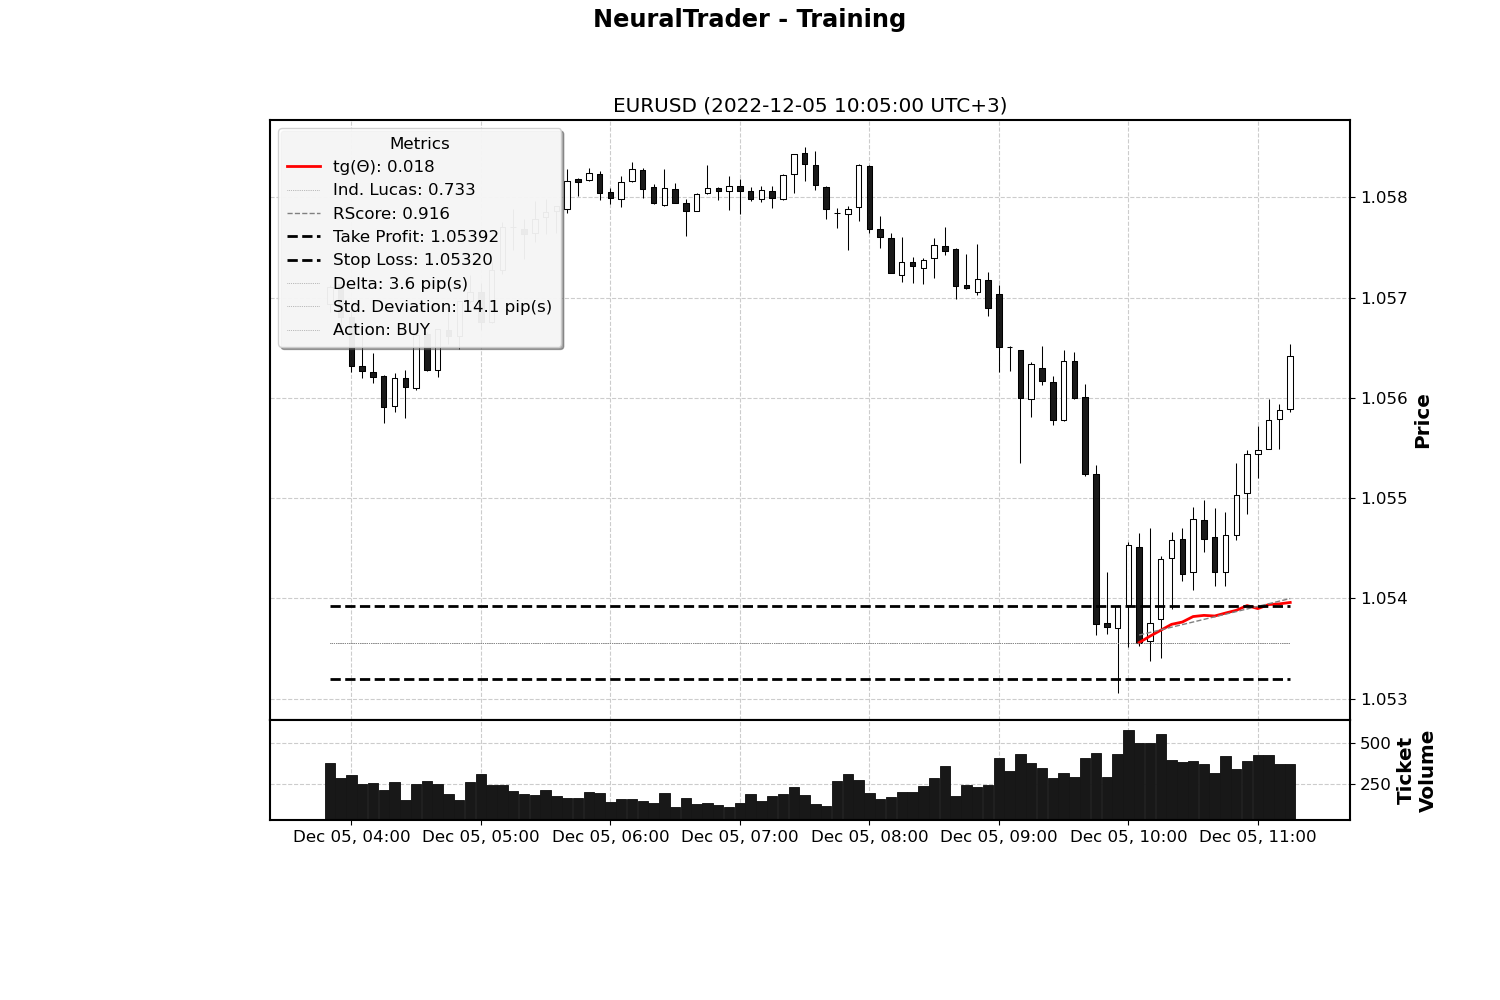 NeuralTrader - Training
EURUSD (2022-12-05 10:05:00 UTC+3)
Metrics
tg(Θ): 0.018
Ind. Lucas: 0.733
RScore: 0.916
Take Profit: 1.05392
Stop Loss: 1.05320
Delta: 3.6 pip(s)
Std. Deviation: 14.1 pip(s)
Action: BUY
1.058
1.057
1.056
1.055
1.054
1.053
Price
500
250
Ticket
Volume
Dec 05, 04:00 Dec 05, 05:00 Dec 05, 06:00 Dec 05, 07:00 Dec 05, 08:00 Dec 05, 09:00 Dec 05, 10:00 Dec 05, 11:00